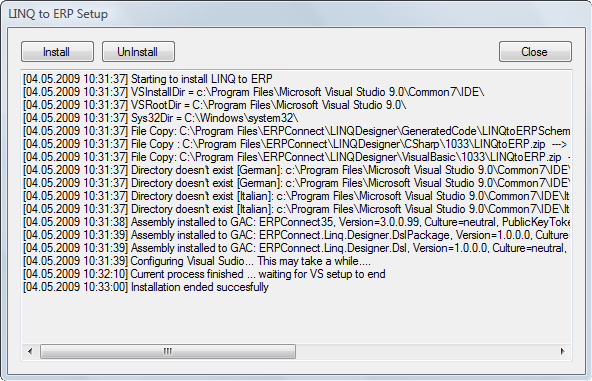 LINQ to ERP Setup
Install UnInstall Close
[04.05.2009 10:31:37] Starting to install LINQ to ERP
[04.05.2009 10:31:37] VSInstallDir = c:\Program Files\Microsoft Visual Studio 9.0\Common7\IDE\
[04.05.2009 10:31:37] VSRootDir = C:\Program Files\Microsoft Visual Studio 9.0\
[04.05.2009 10:31:37] Sys32Dir = C:\Windows\system32\
[04.05.2009 10:31:37] File Copy: C:\Program Files\ERPConnect\LINQDesigner\GeneratedCode\LINQtoERPSchem
[04.05.2009 10:31:37] File Copy : C:\Program Files\ERPConnect\LINQDesigner\CSharp\1033\LINQtoERP.zip --->
[04.05.2009 10:31:37] File Copy: C:\Program Files\ERPConnect\LINQDesigner\VisualBasic\1033\LINQtoERP.zip -
[04.05.2009 10:31:37] Directory doesn't exist [German]: c:\Program Files\Microsoft Visual Studio 9.0\Common7\IDE\
[04.05.2009 10:31:37] Directory doesn't exist [German]: c:\Program Files\Microsoft Visual Studio 9.0\Common7\IDE\
[04.05.2009 10:31:37] Directory doesn't exist [Italian]: c:\Program Files\Microsoft Visual Studio 9.0\Common7\IDE\Ite
[04.05.2009 10:31:37] Directory doesn't exist [Italian]: c:\Program Files\Microsoft Visual Studio 9.0\Common7\IDE\Ite
[04.05.2009 10:31:38] Assembly installed to GAC: ERPConnect35, Version=3.0.0.99, Culture=neutral, PublicKeyToke
[04.05.2009 10:31:39] Assembly installed to GAC: ERPConnect.Linq.Designer.DslPackage, Version=1.0.0.0, Culture
[04.05.2009 10:31:39] Assembly installed to GAC: ERPConnect.Linq.Designer.Dsl, Version=1.0.0.0, Culture=neutral,
[04.05.2009 10:31:39] Configuring Visual Sudio... This may take a while....
[04.05.2009 10:32:10] Current process finished ... waiting for VS setup to end
[04.05.2009 10:33:00] Installation ended succesfully